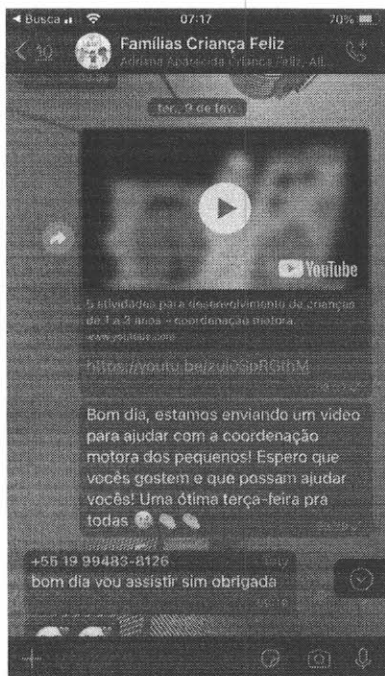 Busca
07:17
70%
10
Famílias Criança Feliz
Adriana Aparecida Criança Feliz, Ali...
ter., 9 de fev.
YouTube
5 atividades para desenvolvimento de crianças
de 1 a 3 anos - coordenação motora
www.youtube.com
Bom dia, estamos enviando um video
para ajudar com a coordenação
motora dos pequenos! Espero que
vocês gostem e que possam ajudar
vocês! Uma ótima terça-feira pra
todas
+55 19 99483-8126
bom dia vou assistir sim obrigada